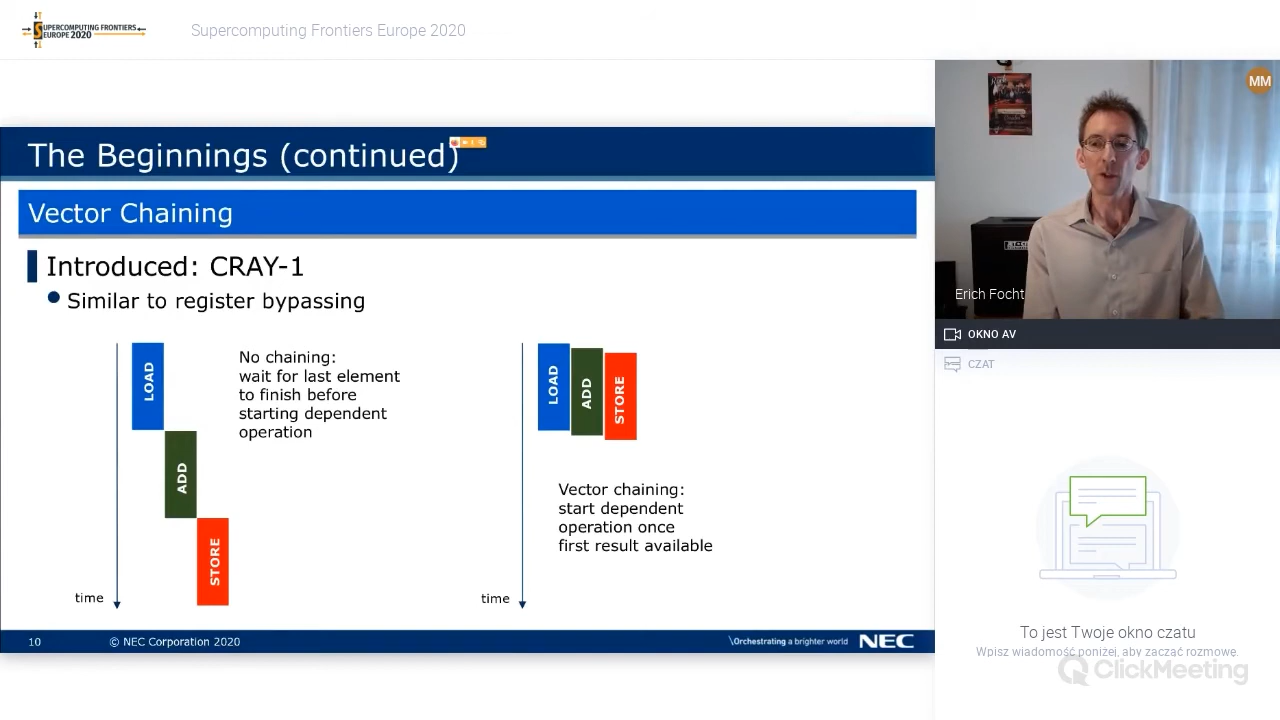 SUPERCOMPUTING FRONTIERS
EUROPE 2020
Supercomputing Frontiers Europe 2020
The Beginnings (continued)
Vector Chaining
Introduced: CRAY-1
Similar to register bypassing
LOAD
ADD
STORE
No chaining:
wait for last element
to finish before
starting dependent
operation
time
LOAD
ADD
STORE
Vector chaining:
start dependent
operation once
first result available
time
10
© NEC Corporation 2020
\Orchestrating a brighter world
NEC
MM
Erich Focht
OKNO AV
CZAT
To jest Twoje okno czatu
Wpisz wiadomość poniżej, aby zacząć rozmowę.
ClickMeeting